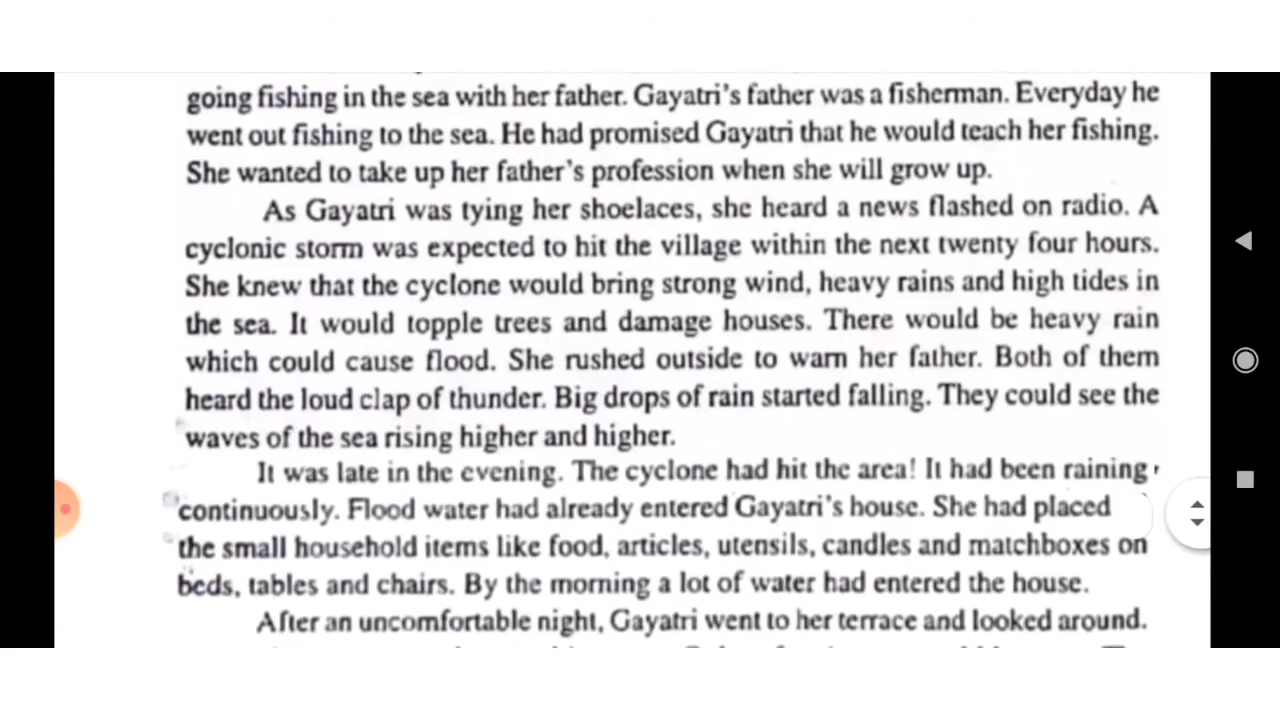 going fishing in the sea with her father. Gayatri's father was a fisherman. Everyday he
went out fishing to the sea. He had promised Gayatri that he would teach her fishing.
She wanted to take up her father's profession when she will grow up.
As Gayatri was tying her shoelaces, she heard a news flashed on radio. A
cyclonic storm was expected to hit the village within the next twenty four hours.
She knew that the cyclone would bring strong wind, heavy rains and high tides in
the sea. It would topple trees and damage houses. There would be heavy rain
which could cause flood. She rushed outside to warn her father. Both of them
heard the loud clap of thunder. Big drops of rain started falling. They could see the
waves of the sea rising higher and higher.
It was late in the evening. The cyclone had hit the area! It had been raining
continuously. Flood water had already entered Gayatri's house. She had placed
the small household items like food, articles, utensils, candles and matchboxes on
beds, tables and chairs. By the morning a lot of water had entered the house.
After an uncomfortable night, Gayatri went to her terrace and looked around.